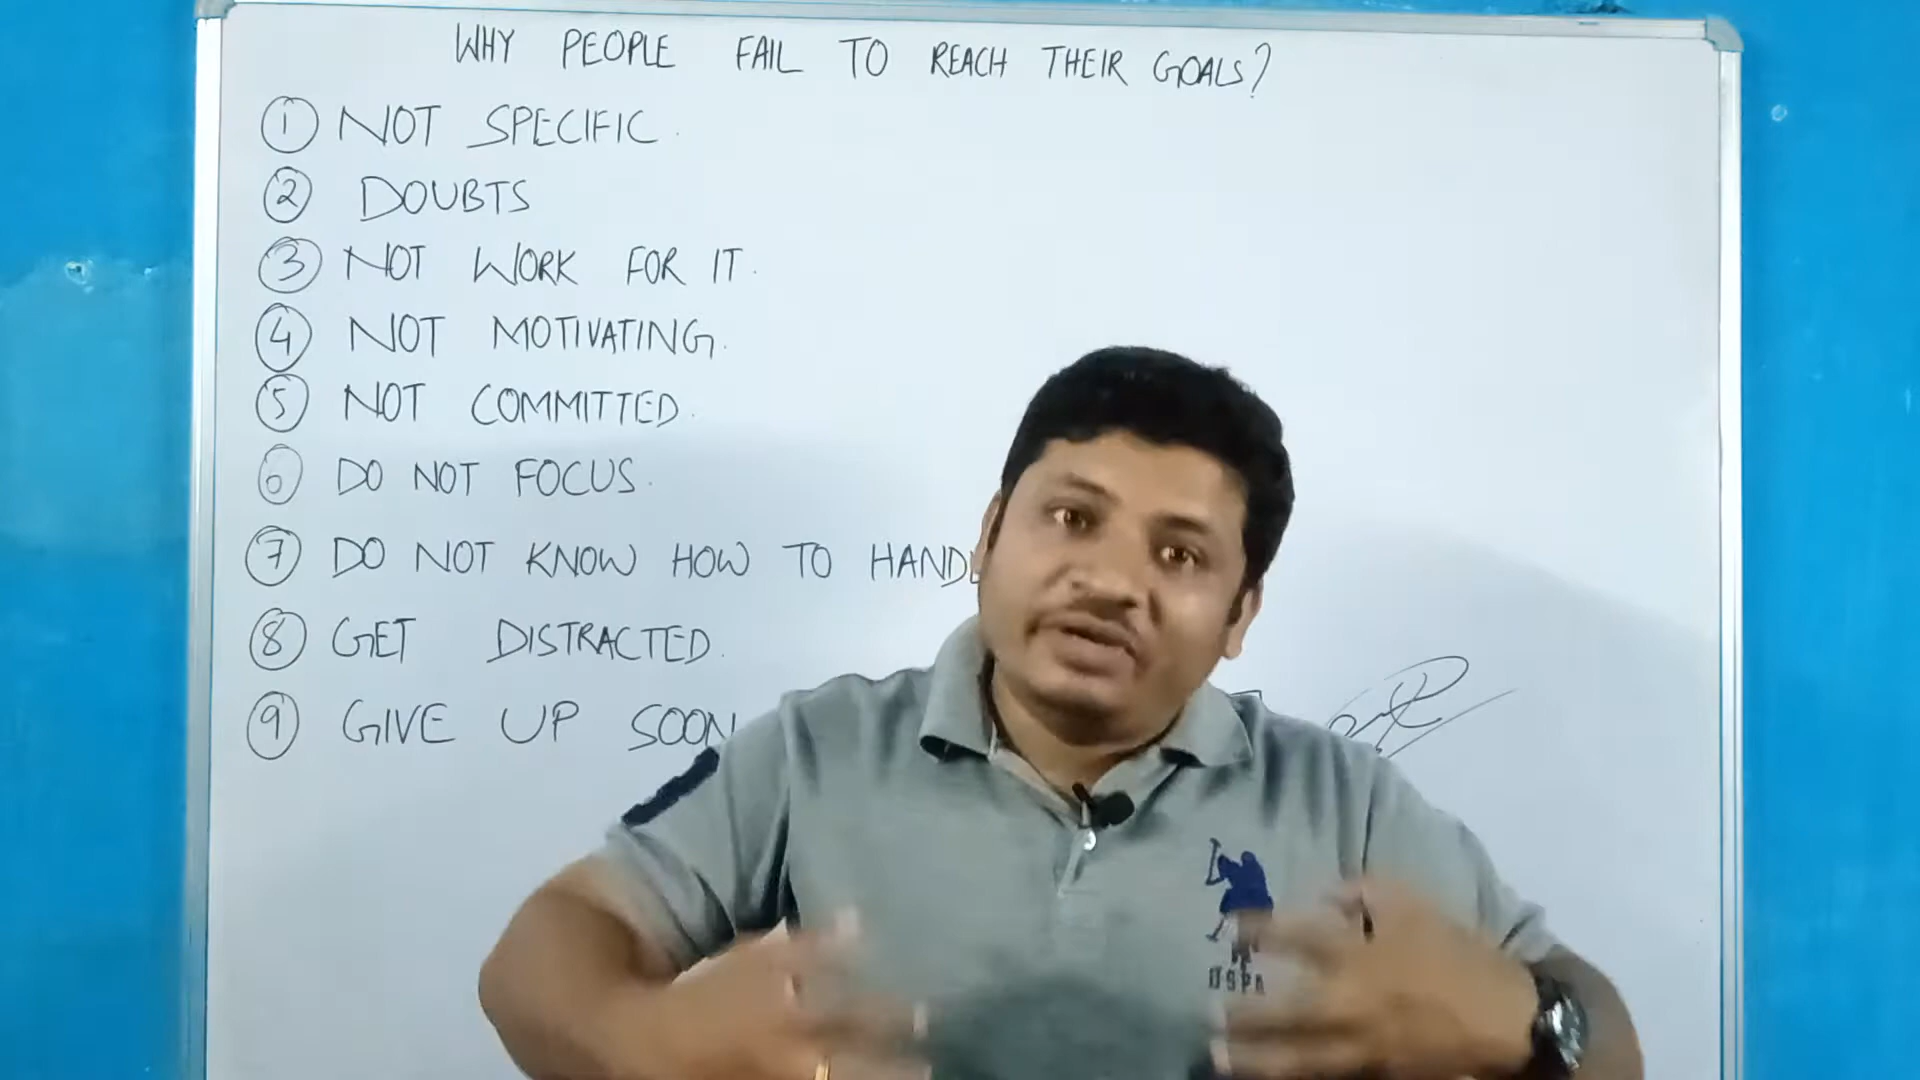 WHY PEOPLE FAIL TO REACH THEIR GOALS?
1 NOT SPECIFIC.
2 DOUBTS
3 NOT WORK FOR IT.
4 NOT MOTIVATING.
5 NOT COMMITTED.
6 DO NOT FOCUS.
7 DO NOT KNOW HOW TO HANDL
8 GET DISTRACTED.
9 GIVE UP SOON
USPA